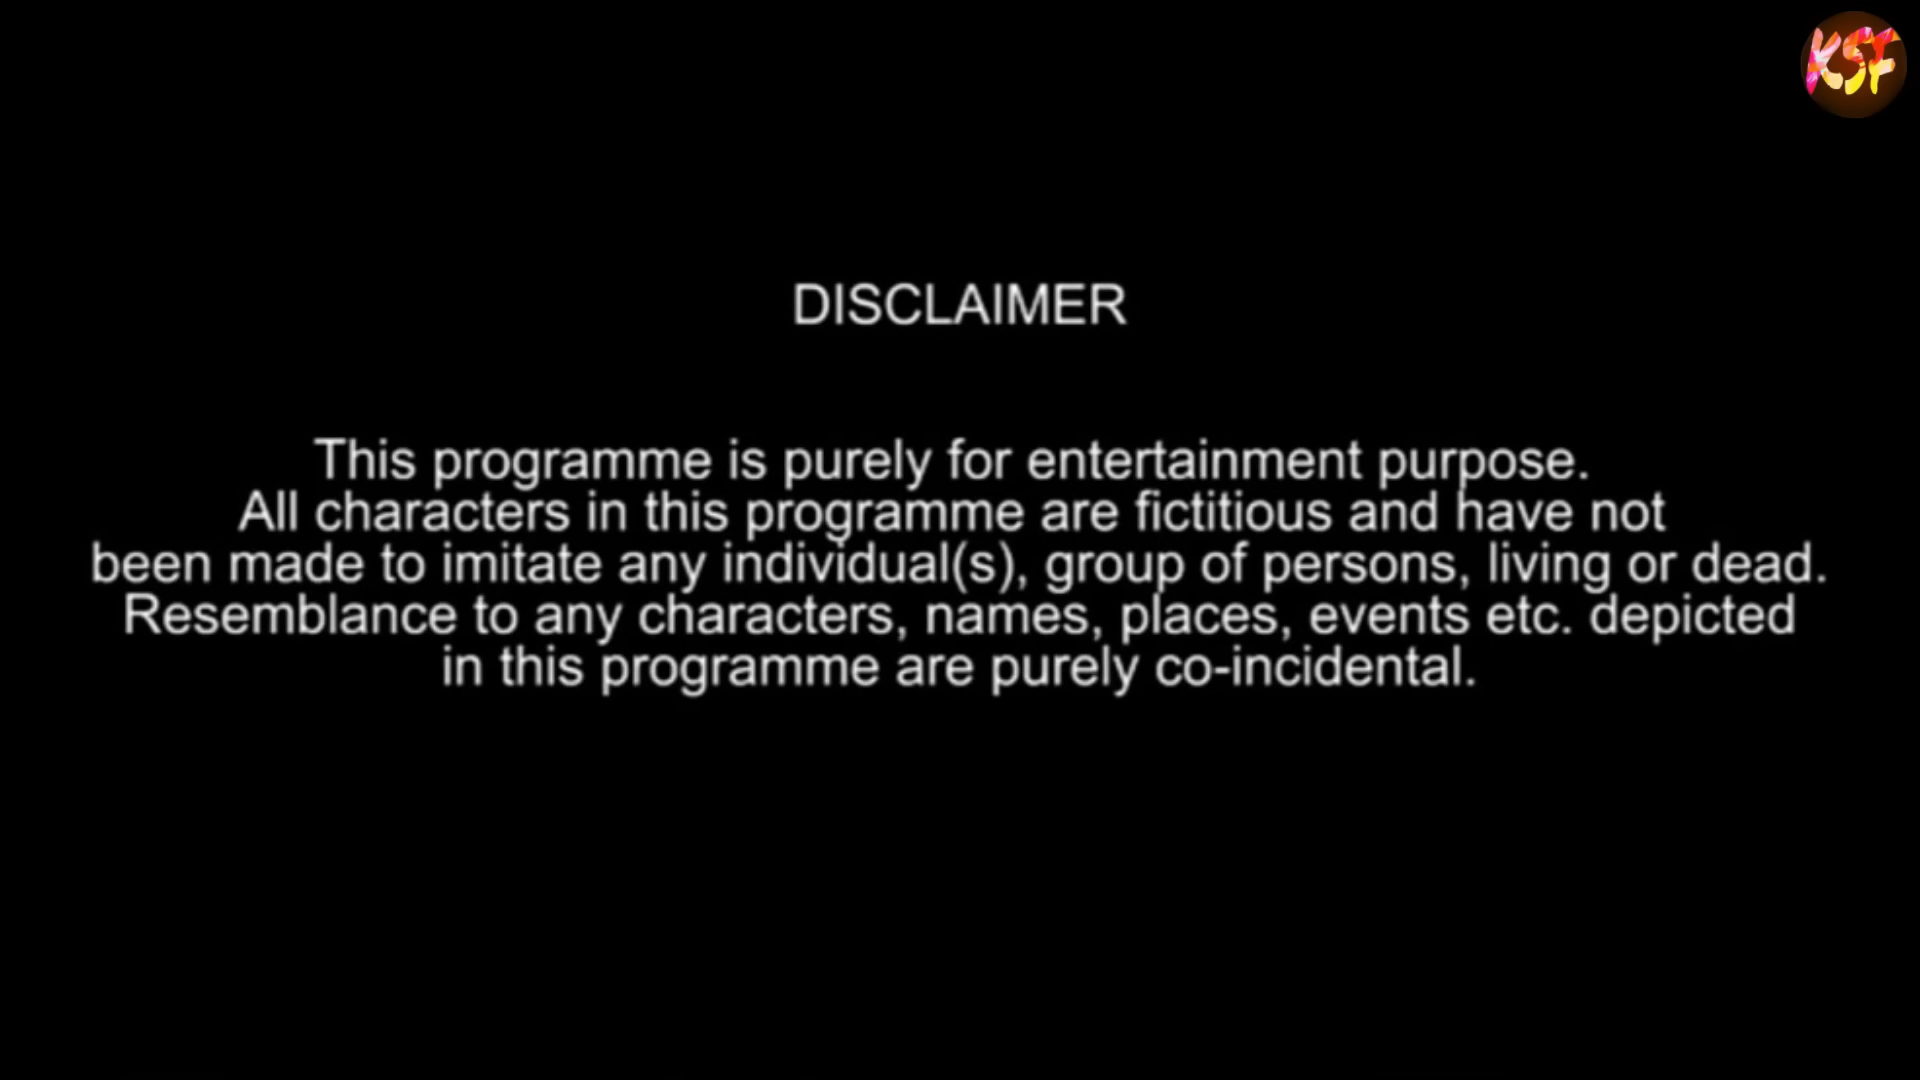 KSF
DISCLAIMER
This programme is purely for entertainment purpose.
All characters in this programme are fictitious and have not
been made to imitate any individual(s), group of persons, living or dead.
Resemblance to any characters, names, places, events etc. depicted
in this programme are purely co-incidental.